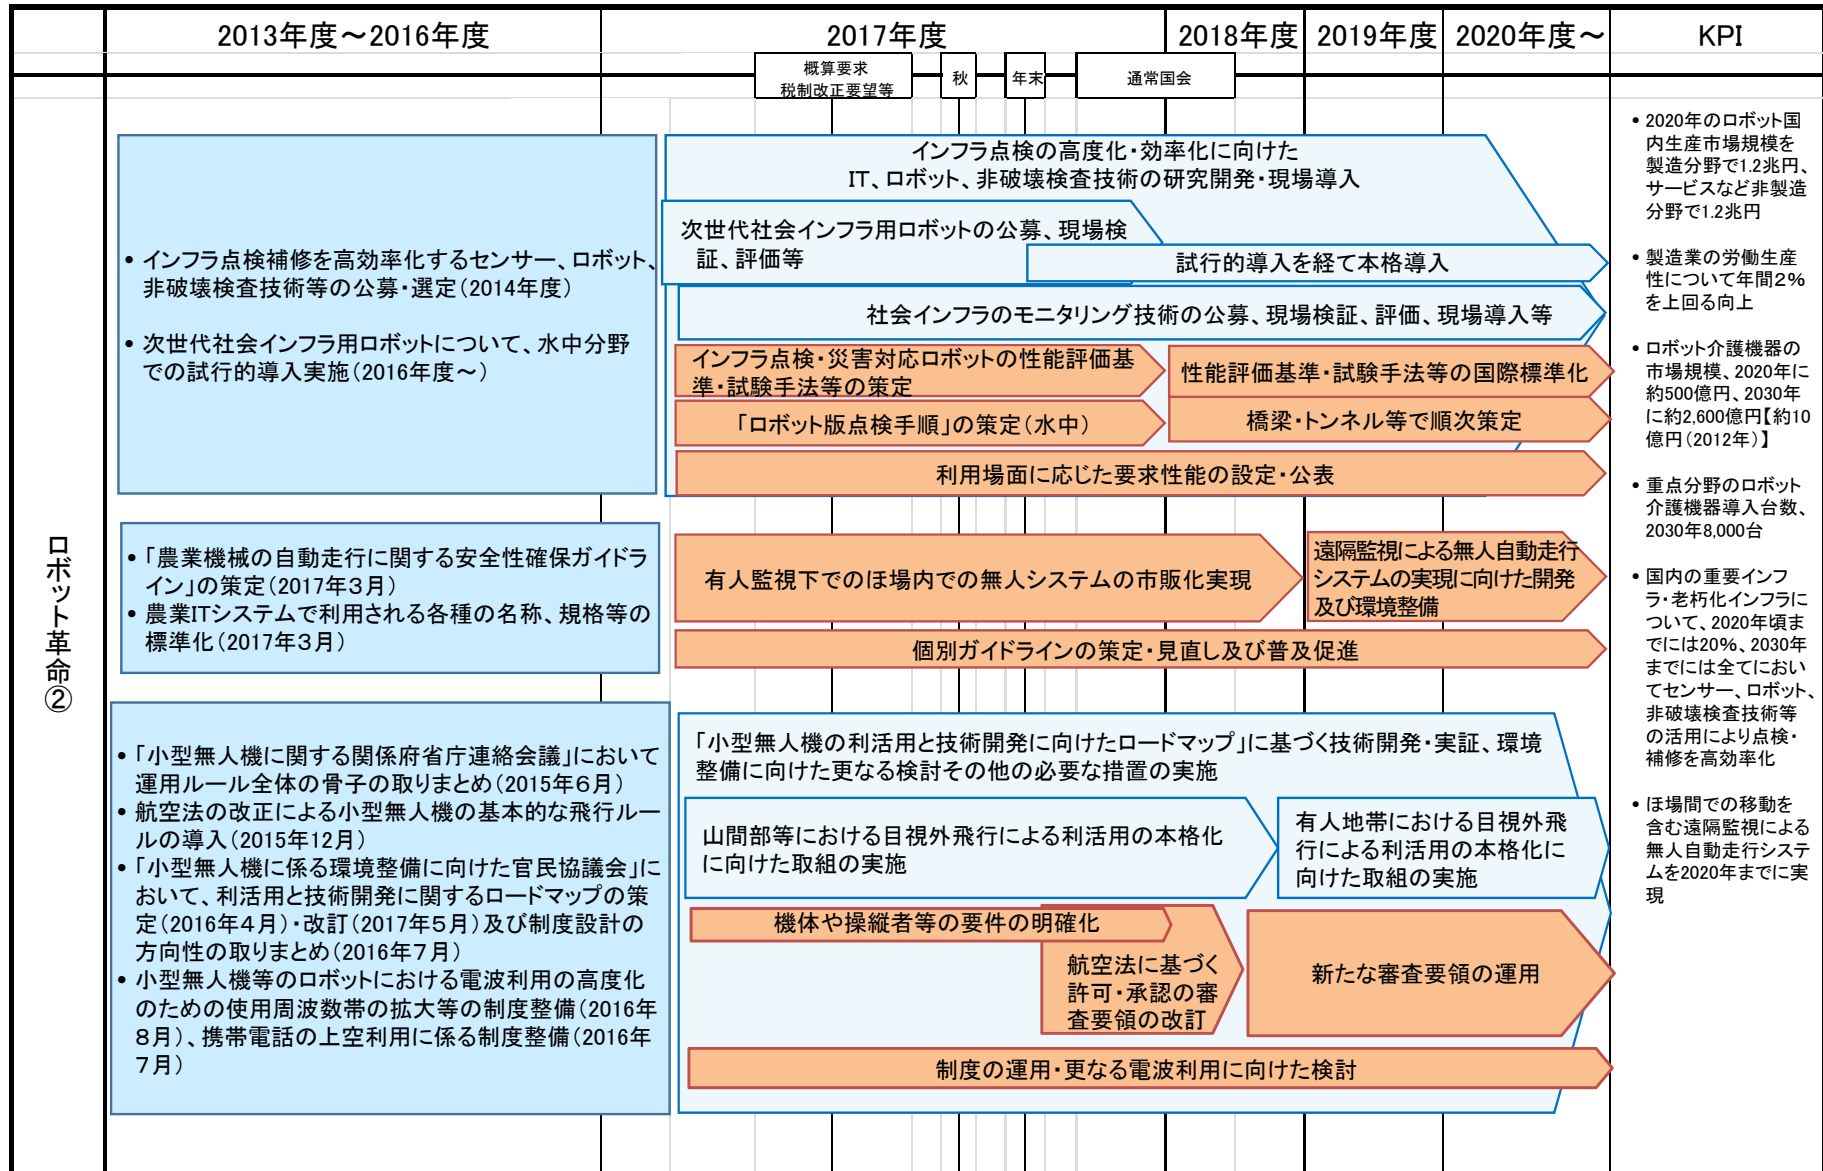 2013年度～2016年度
2017年度
2018年度
2019年度
2020年度～
KPI
概算要求
税制改正要望等
秋
年末
通常国会
ロボット革命②
• インフラ点検補修を高効率化するセンサー、ロボット、
非破壊検査技術等の公募・選定（2014年度）
• 次世代社会インフラ用ロボットについて、水中分野
での試行的導入実施（2016年度～）
インフラ点検の高度化・効率化に向けた
IT、ロボット、非破壊検査技術の研究開発・現場導入
次世代社会インフラ用ロボットの公募、現場検
証、評価等
試行的導入を経て本格導入
社会インフラのモニタリング技術の公募、現場検証、評価、現場導入等
インフラ点検・災害対応ロボットの性能評価基
準・試験手法等の策定
性能評価基準・試験手法等の国際標準化
「ロボット版点検手順」の策定（水中）
橋梁・トンネル等で順次策定
利用場面に応じた要求性能の設定・公表
• 「農業機械の自動走行に関する安全性確保ガイドラ
イン」の策定（2017年３月）
• 農業ITシステムで利用される各種の名称、規格等の
標準化（2017年３月）
有人監視下でのほ場内での無人システムの市販化実現
遠隔監視による無人自動走行
システムの実現に向けた開発
及び環境整備
個別ガイドラインの策定・見直し及び普及促進
• 「小型無人機に関する関係府省庁連絡会議」において
運用ルール全体の骨子の取りまとめ（2015年６月）
• 航空法の改正による小型無人機の基本的な飛行ルー
ルの導入（2015年12月）
• 「小型無人機に係る環境整備に向けた官民協議会」に
おいて、利活用と技術開発に関するロードマップの策
定（2016年４月）・改訂（2017年５月）及び制度設計の
方向性の取りまとめ（2016年７月）
• 小型無人機等のロボットにおける電波利用の高度化
のための使用周波数帯の拡大等の制度整備（2016年
８月）、携帯電話の上空利用に係る制度整備（2016年
７月）
「小型無人機の利活用と技術開発に向けたロードマップ」に基づく技術開発・実証、環境
整備に向けた更なる検討その他の必要な措置の実施
山間部等における目視外飛行による利活用の本格化
に向けた取組の実施
有人地帯における目視外飛
行による利活用の本格化に
向けた取組の実施
機体や操縦者等の要件の明確化
航空法に基づく
許可・承認の審
査要領の改訂
新たな審査要領の運用
制度の運用・更なる電波利用に向けた検討
• 2020年のロボット国
内生産市場規模を
製造分野で1.2兆円、
サービスなど非製造
分野で1.2兆円
• 製造業の労働生産
性について年間２％
を上回る向上
• ロボット介護機器の
市場規模、2020年に
約500億円、2030年
に約2,600億円【約10
億円（2012年）】
• 重点分野のロボット
介護機器導入台数、
2030年8,000台
• 国内の重要インフ
ラ・老朽化インフラに
ついて、2020年頃ま
でには20％、2030年
までには全てにおい
てセンサー、ロボット、
非破壊検査技術等
の活用により点検・
補修を高効率化
• ほ場間での移動を
含む遠隔監視による
無人自動走行システ
ムを2020年までに実
現